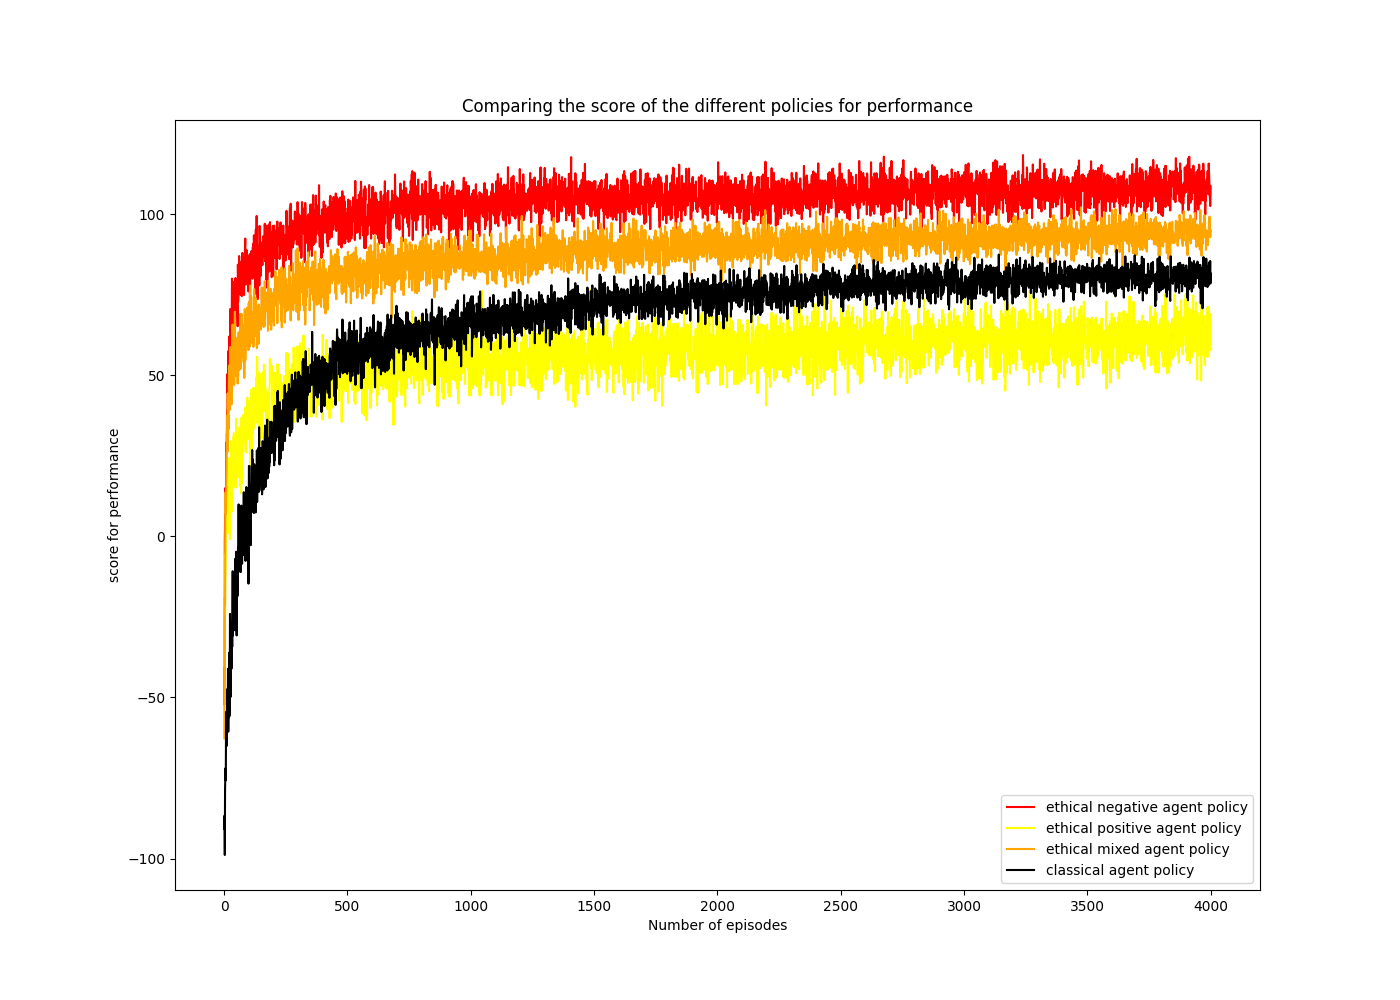 Comparing the score of the different policies for performance
100
50
0
−50
−100
score for performance
0 500 1000 1500 2000 2500 3000 3500 4000
Number of episodes
ethical negative agent policy
ethical positive agent policy
ethical mixed agent policy
classical agent policy